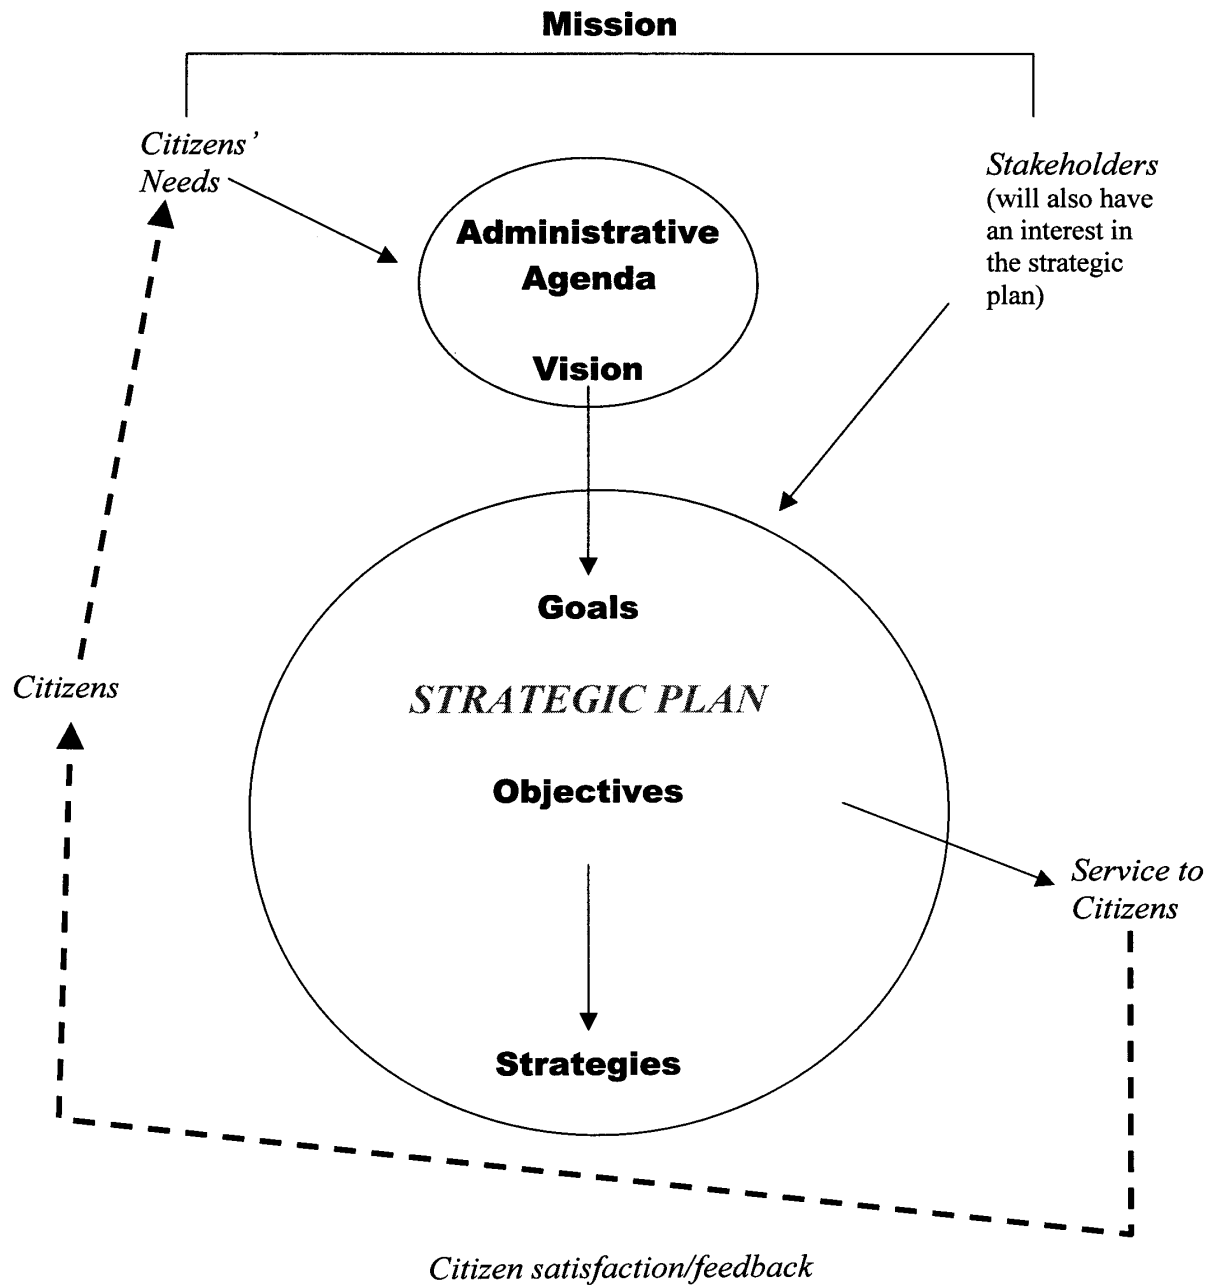 Mission
Citizens’
Needs
Stakeholders
(will also have
an interest in
the strategic
plan)
Administrative
Agenda
Vision
Goals
Citizens
STRATEGIC PLAN
Objectives
Service to
Citizens
Strategies
Citizen satisfaction/feedback